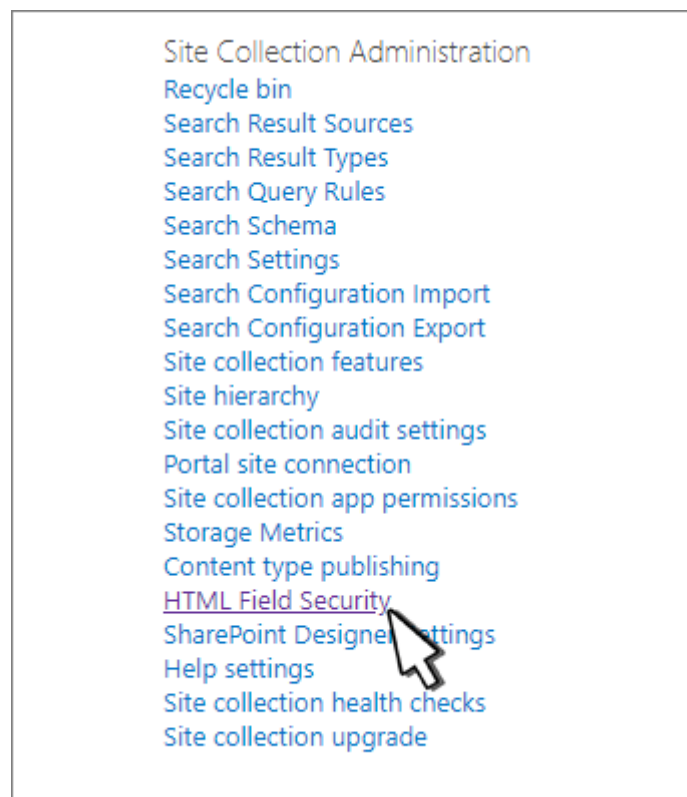 Site Collection Administration
Recycle bin
Search Result Sources
Search Result Types
Search Query Rules
Search Schema
Search Settings
Search Configuration Import
Search Configuration Export
Site collection features
Site hierarchy
Site collection audit settings
Portal site connection
Site collection app permissions
Storage Metrics
Content type publishing
HTML Field Security
SharePoint Designer Settings
Help settings
Site collection health checks
Site collection upgrade